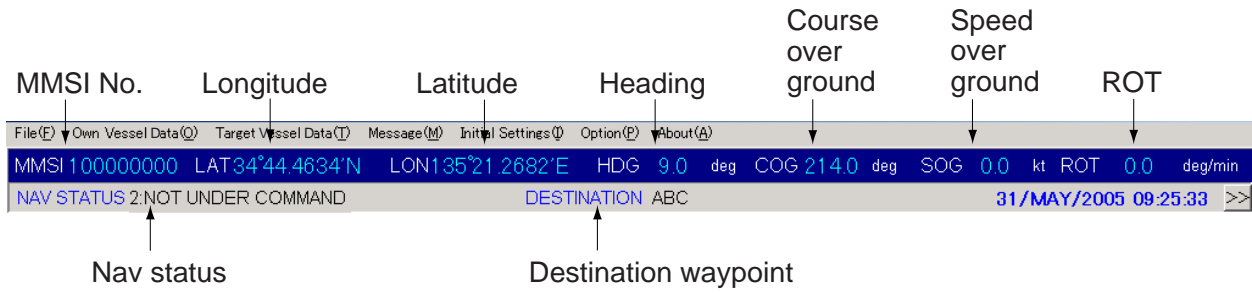 Course over ground
Speed over ground
MMSI No.
Longitude
Latitude
Heading
ROT
File(F) Own Vessel Data(O) Target Vessel Data(T) Message(M) Initial Settings(I) Option(P) About(A)
MMSI 100000000 LAT 34°44.4634'N LON 135°21.2682'E HDG 9.0 deg COG 214.0 deg SOG 0.0 kt ROT 0.0 deg/min
NAV STATUS 2:NOT UNDER COMMAND DESTINATION ABC 31/MAY/2005 09:25:33 >>
Nav status
Destination waypoint